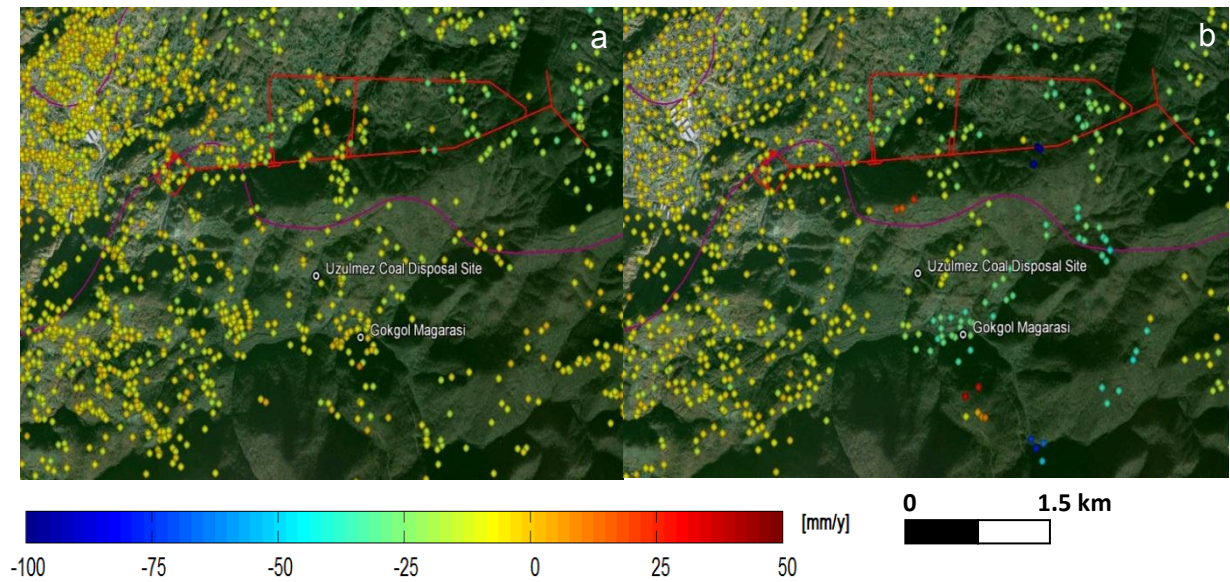 a
b
Uzulmez Coal Disposal Site
Uzulmez Coal Disposal Site
Gokgol Magarasi
Gokgol Magarasi
[mm/y]
0 1.5 km
-100 -75 -50 -25 0 25 50